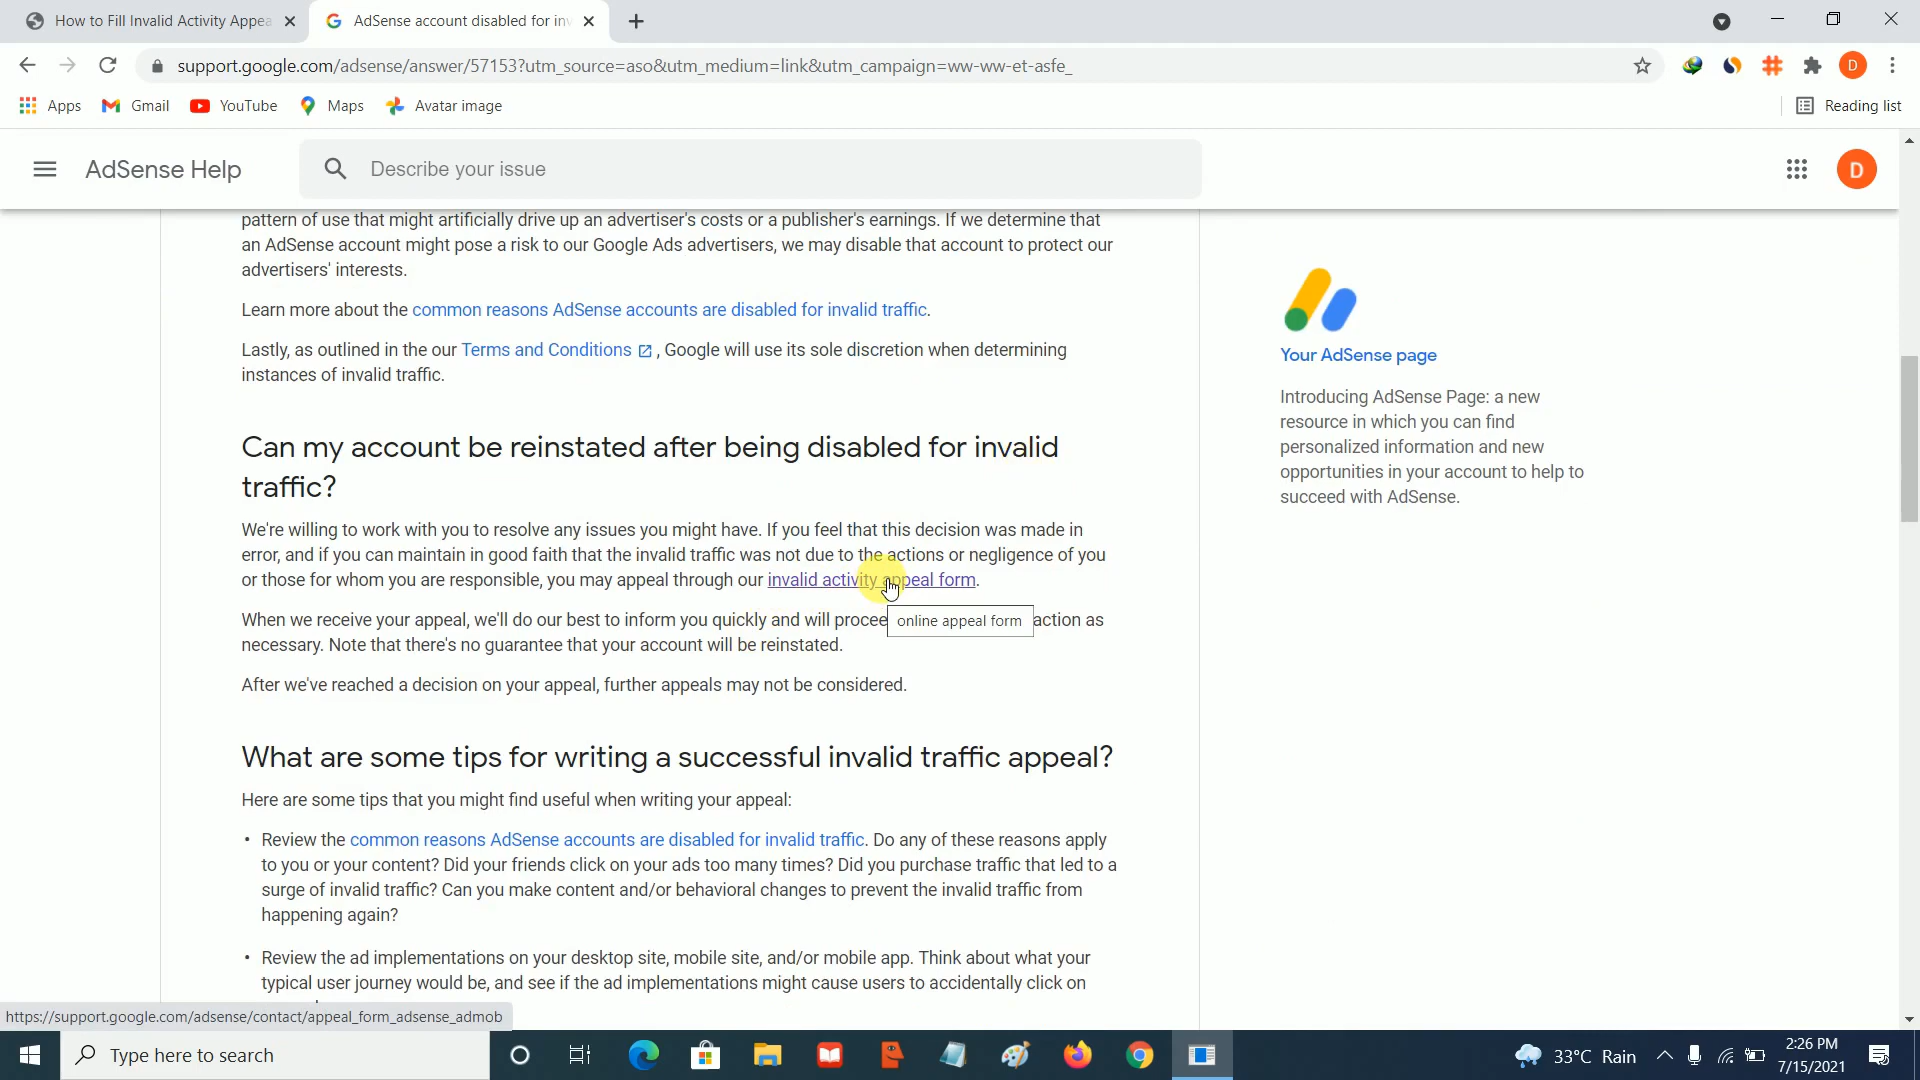 How to Fill Invalid Activity Appea
AdSense account disabled for inv
support.google.com/adsense/answer/57153?utm_source=aso&utm_medium=link&utm_campaign=ww-ww-et-asfe_
D
Apps
Gmail
YouTube
Maps
Avatar image
Reading list
AdSense Help
Describe your issue
D
pattern of use that might artificially drive up an advertiser's costs or a publisher's earnings. If we determine that
an AdSense account might pose a risk to our Google Ads advertisers, we may disable that account to protect our
advertisers' interests.
Learn more about the common reasons AdSense accounts are disabled for invalid traffic.
Lastly, as outlined in the our Terms and Conditions , Google will use its sole discretion when determining
instances of invalid traffic.
Can my account be reinstated after being disabled for invalid
traffic?
We're willing to work with you to resolve any issues you might have. If you feel that this decision was made in
error, and if you can maintain in good faith that the invalid traffic was not due to the actions or negligence of you
or those for whom you are responsible, you may appeal through our invalid activity appeal form.
When we receive your appeal, we'll do our best to inform you quickly and will procee
online appeal form
action as
necessary. Note that there's no guarantee that your account will be reinstated.
After we've reached a decision on your appeal, further appeals may not be considered.
What are some tips for writing a successful invalid traffic appeal?
Here are some tips that you might find useful when writing your appeal:
• Review the common reasons AdSense accounts are disabled for invalid traffic. Do any of these reasons apply
to you or your content? Did your friends click on your ads too many times? Did you purchase traffic that led to a
surge of invalid traffic? Can you make content and/or behavioral changes to prevent the invalid traffic from
happening again?
• Review the ad implementations on your desktop site, mobile site, and/or mobile app. Think about what your
typical user journey would be, and see if the ad implementations might cause users to accidentally click on
Your AdSense page
Introducing AdSense Page: a new
resource in which you can find
personalized information and new
opportunities in your account to help to
succeed with AdSense.
https://support.google.com/adsense/contact/appeal_form_adsense_admob
Type here to search
33°C Rain
2:26 PM
7/15/2021